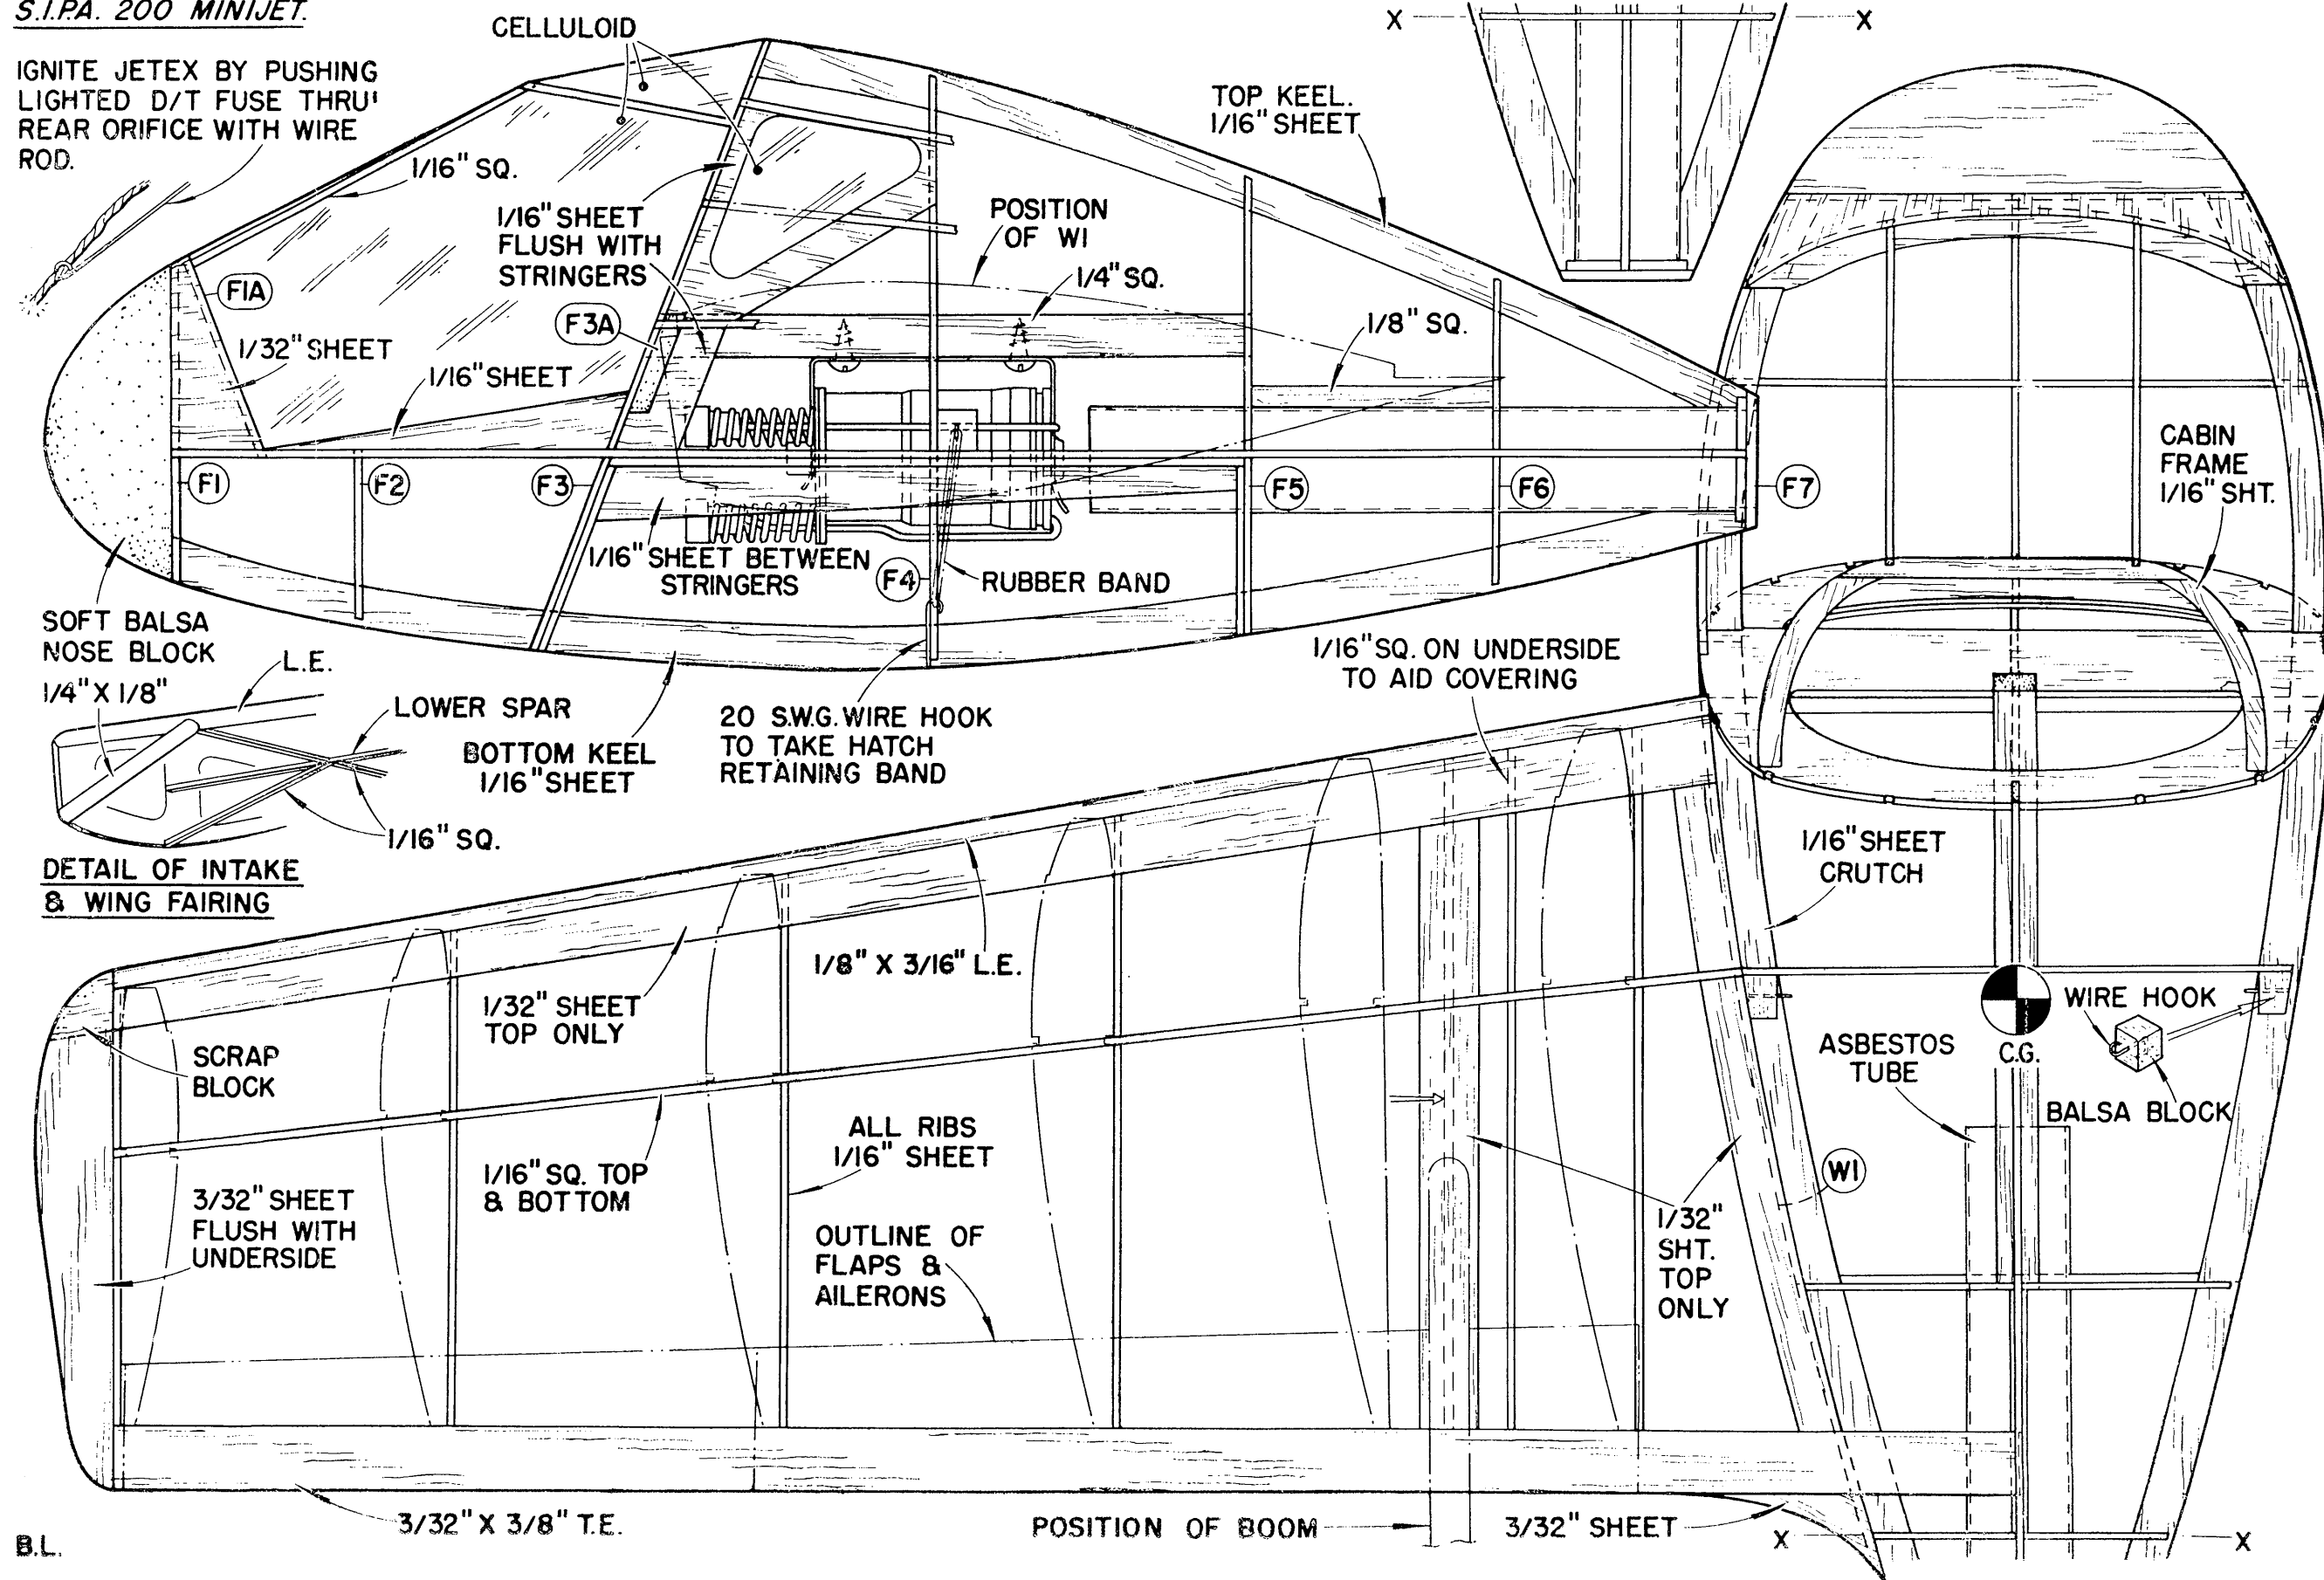 S.I.P.A. 200 MINIJET.
IGNITE JETEX BY PUSHING
LIGHTED D/T FUSE THRU'
REAR ORIFICE WITH WIRE
ROD.
CELLULOID
X X
TOP KEEL.
1/16" SHEET
1/16" SQ.
1/16" SHEET
FLUSH WITH
STRINGERS
POSITION
OF W1
1/4" SQ.
F1A
F3A
1/8" SQ.
1/32" SHEET
1/16" SHEET
CABIN
FRAME
1/16" SHT.
F1
F2
F3
F5
F6
F7
1/16" SHEET BETWEEN
STRINGERS
F4
RUBBER BAND
SOFT BALSA
NOSE BLOCK
1/4" X 1/8"
L.E.
LOWER SPAR
BOTTOM KEEL
1/16" SHEET
20 S.W.G. WIRE HOOK
TO TAKE HATCH
RETAINING BAND
1/16" SQ. ON UNDERSIDE
TO AID COVERING
1/16" SQ.
DETAIL OF INTAKE
& WING FAIRING
1/16" SHEET
CRUTCH
1/8" X 3/16" L.E.
1/32" SHEET
TOP ONLY
WIRE HOOK
C.G.
ASBESTOS
TUBE
BALSA BLOCK
SCRAP
BLOCK
ALL RIBS
1/16" SHEET
1/16" SQ. TOP
& BOTTOM
W1
3/32" SHEET
FLUSH WITH
UNDERSIDE
1/32"
SHT.
TOP
ONLY
OUTLINE OF
FLAPS &
AILERONS
3/32" X 3/8" T.E.
POSITION OF BOOM
3/32" SHEET
X X
B.L.